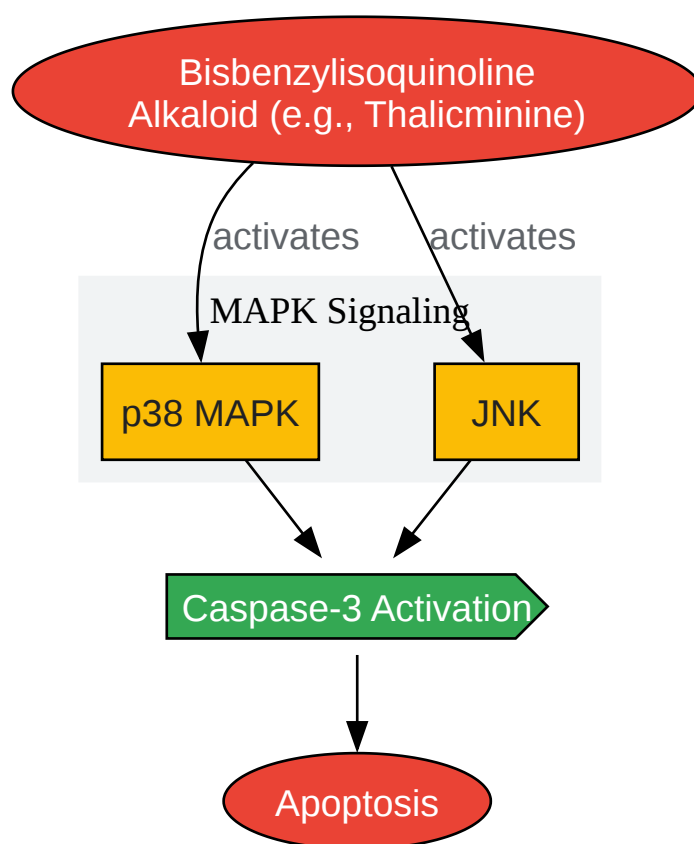 Bisbenzylisoquinoline
Alkaloid (e.g., Thalicminine)
activates
activates
MAPK Signaling
p38 MAPK
JNK
Caspase-3 Activation
Apoptosis